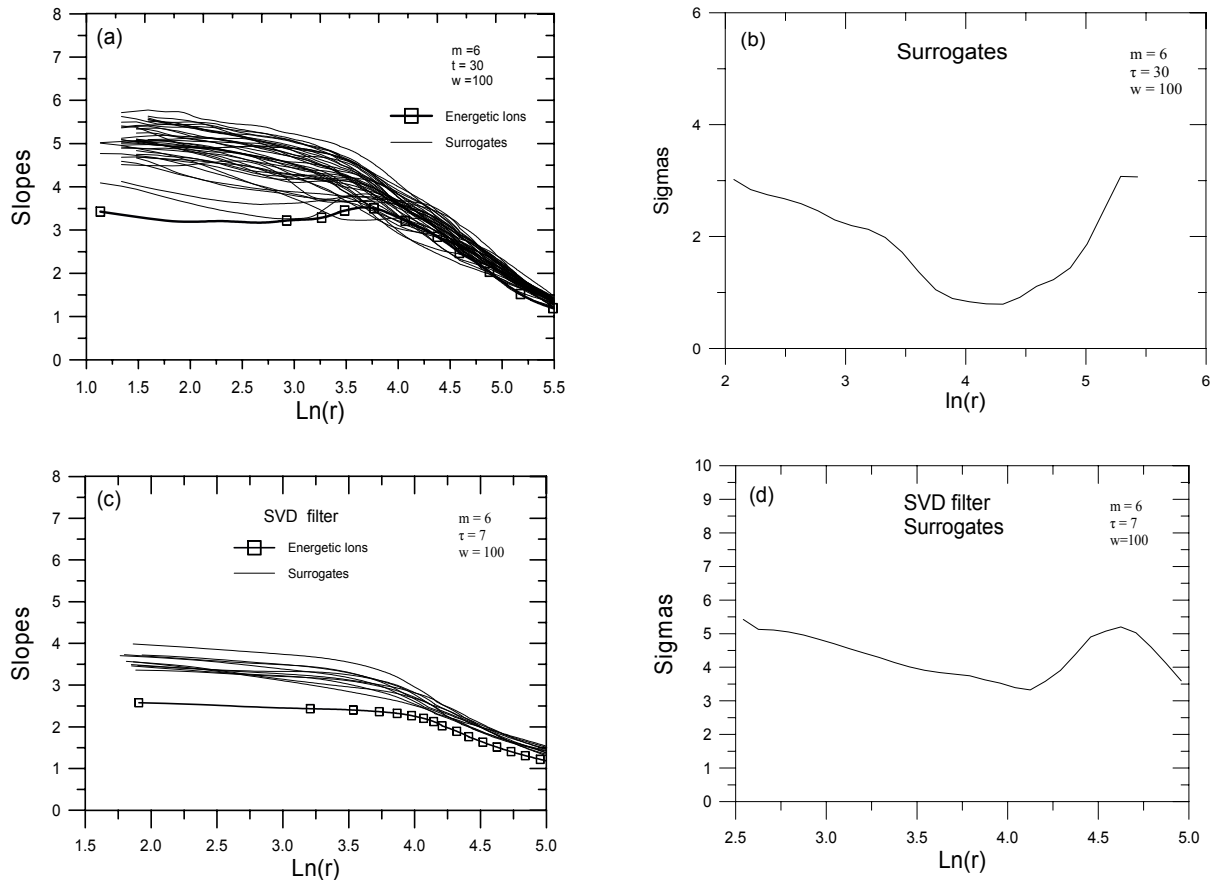 (a)
m =6
t = 30
w =100
Energetic Ions
Surrogates
Slopes
8
7
6
5
4
3
2
1
0
1.0 1.5 2.0 2.5 3.0 3.5 4.0 4.5 5.0 5.5
Ln(r)
(b)
Surrogates
m = 6
τ = 30
w = 100
Sigmas
6
4
2
0
2 3 4 5 6
ln(r)
(c)
SVD filter
m = 6
τ = 7
w = 100
Energetic Ions
Surrogates
Slopes
8
7
6
5
4
3
2
1
0
1.5 2.0 2.5 3.0 3.5 4.0 4.5 5.0
Ln(r)
(d)
SVD filter
Surrogates
m = 6
τ = 7
w=100
Sigmas
10
9
8
7
6
5
4
3
2
1
0
2.5 3.0 3.5 4.0 4.5 5.0
Ln(r)